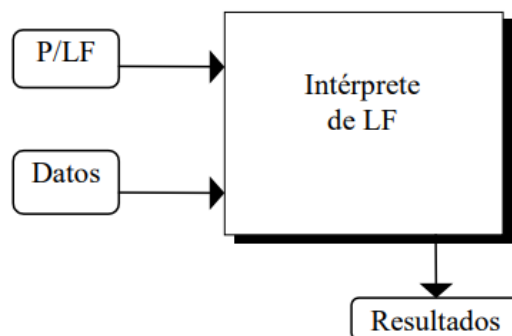 P/LF
Intérprete
de LF
Datos
Resultados